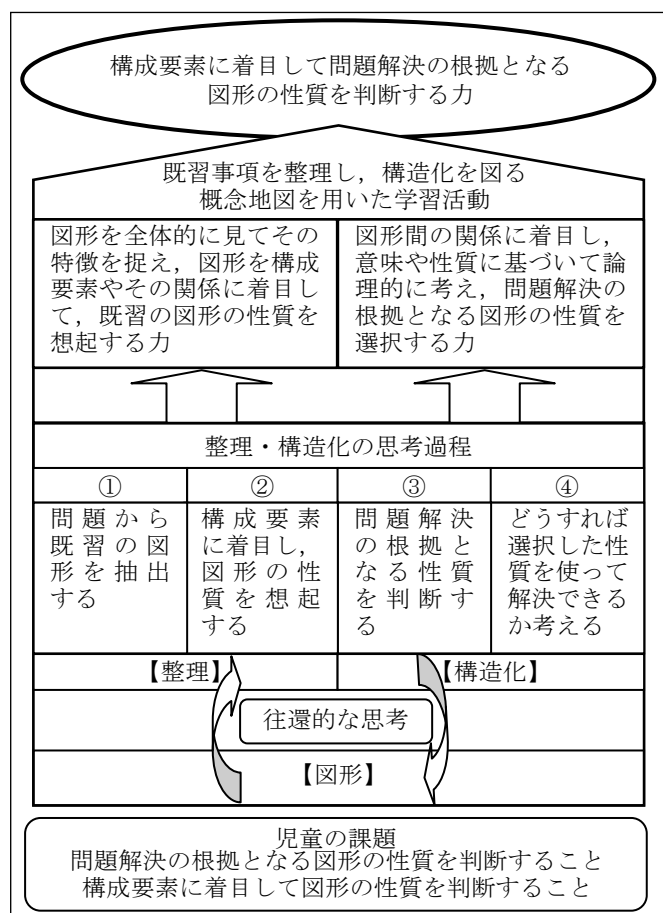 構成要素に着目して問題解決の根拠となる
図形の性質を判断する力
既習事項を整理し，構造化を図る
概念地図を用いた学習活動
図形を全体的に見てその
特徴を捉え，図形を構成
要素やその関係に着目し
て，既習の図形の性質を
想起する力
図形間の関係に着目し，
意味や性質に基づいて論
理的に考え，問題解決の
根拠となる図形の性質を
選択する力
整理・構造化の思考過程
①
②
③
④
問題から
既習の図
形を抽出
する
構成要素
に着目し，
図形の性
質を想起
する
問題解決
の根拠と
なる性質
を判断す
る
どうすれば
選択した性
質を使って
解決できる
か考える
【整理】
【構造化】
往還的な思考
【図形】
児童の課題
問題解決の根拠となる図形の性質を判断すること
構成要素に着目して図形の性質を判断すること